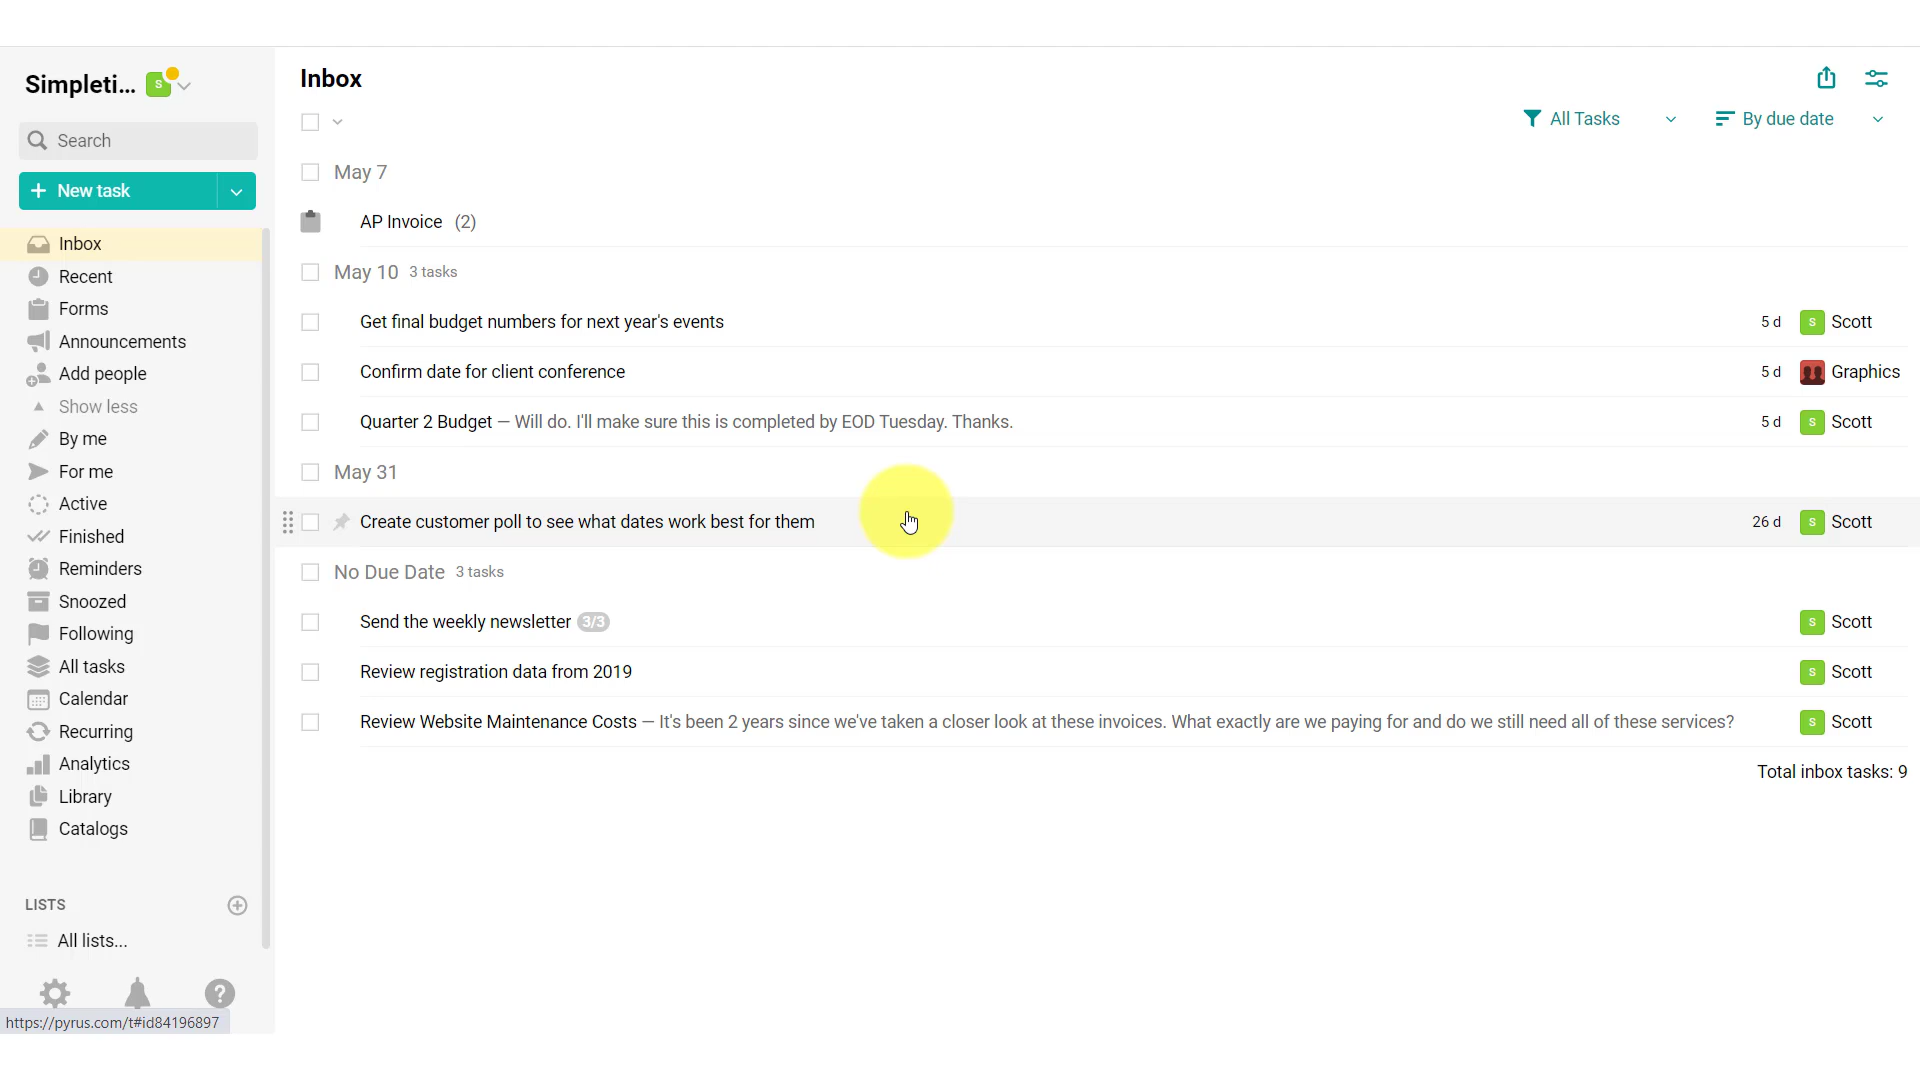 Simpleti... S
Search
New task
Inbox
Recent
Forms
Announcements
Add people
Show less
By me
For me
Active
Finished
Reminders
Snoozed
Following
All tasks
Calendar
Recurring
Analytics
Library
Catalogs
LISTS
All lists...
?
https://pyrus.com/t#id84196897
Inbox
All Tasks By due date
May 7
AP Invoice (2)
May 10 3 tasks
Get final budget numbers for next year's events 5 d S Scott
Confirm date for client conference 5 d Graphics
Quarter 2 Budget — Will do. I'll make sure this is completed by EOD Tuesday. Thanks. 5 d S Scott
May 31
Create customer poll to see what dates work best for them 26 d S Scott
No Due Date 3 tasks
Send the weekly newsletter 3/3 S Scott
Review registration data from 2019 S Scott
Review Website Maintenance Costs — It's been 2 years since we've taken a closer look at these invoices. What exactly are we paying for and do we still need all of these services? S Scott
Total inbox tasks: 9